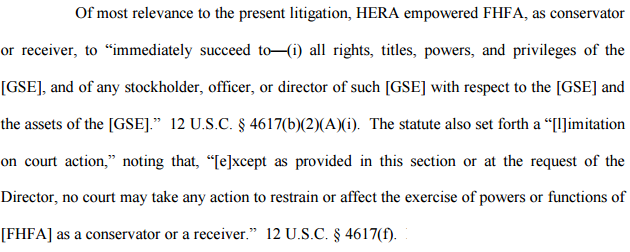 Of most relevance to the present litigation, HERA empowered FHFA, as conservator
or receiver, to “immediately succeed to—(i) all rights, titles, powers, and privileges of the
[GSE], and of any stockholder, officer, or director of such [GSE] with respect to the [GSE] and
the assets of the [GSE].”  12 U.S.C. § 4617(b)(2)(A)(i).  The statute also set forth a “[l]imitation
on court action,” noting that, “[e]xcept as provided in this section or at the request of the
Director, no court may take any action to restrain or affect the exercise of powers or functions of
[FHFA] as a conservator or a receiver.”  12 U.S.C. § 4617(f).